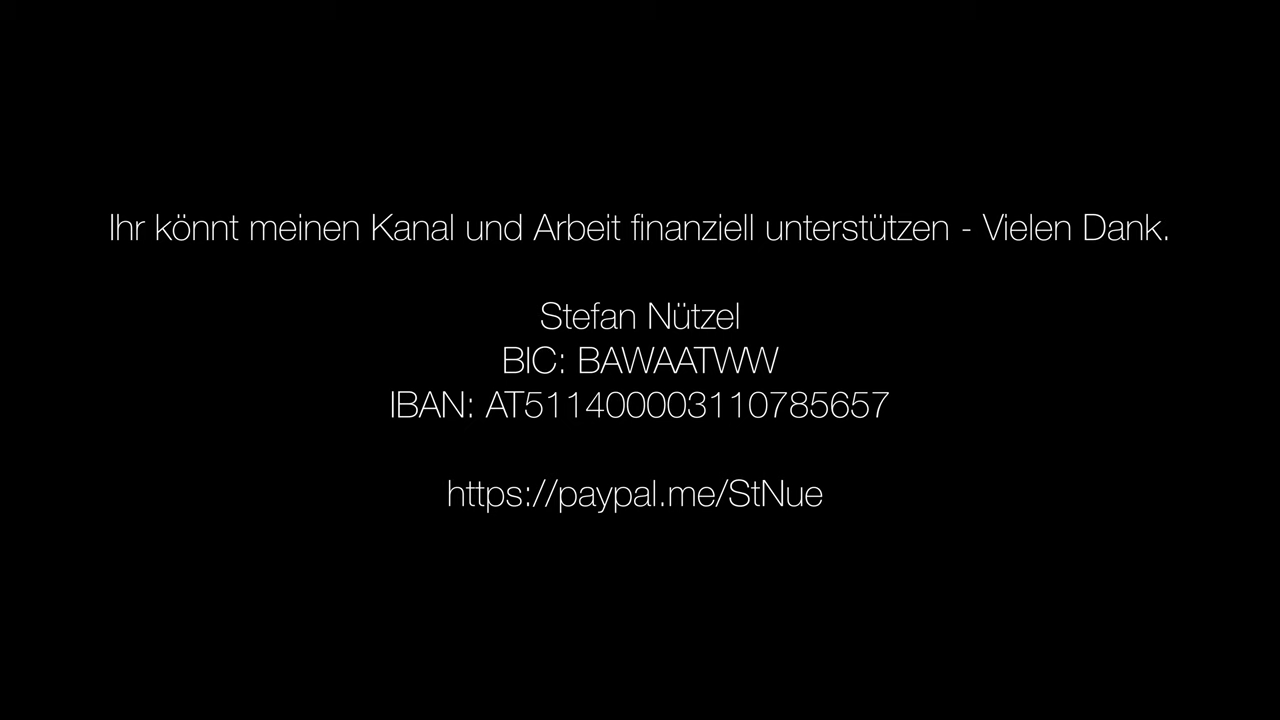 Ihr könnt meinen Kanal und Arbeit finanziell unterstützen - Vielen Dank.
Stefan Nützel
BIC: BAWAATWW
IBAN: AT511400003110785657
https://paypal.me/StNue